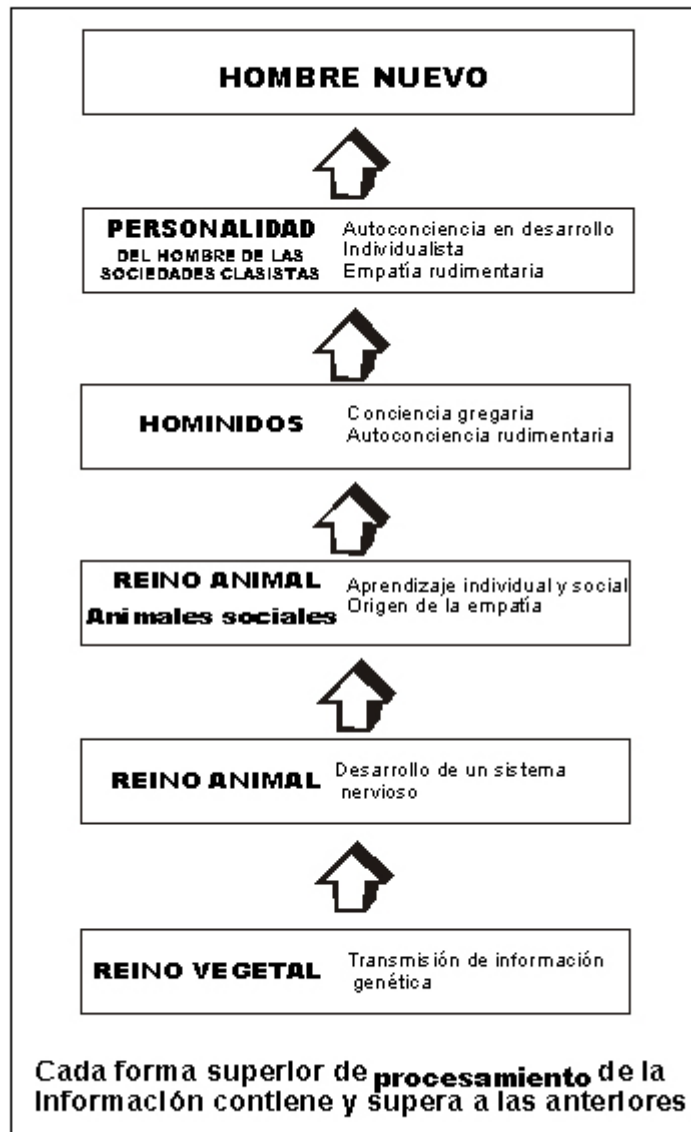 HOMBRE NUEVO
PERSONALIDAD
DEL HOMBRE DE LAS
SOCIEDADES CLASISTAS
Autoconciencia en desarrollo
Individualista
Empatía rudimentaria
HOMINIDOS
Conciencia gregaria
Autoconciencia rudimentaria
REINO ANIMAL
Animales sociales
Aprendizaje individual y social
Origen de la empatía
REINO ANIMAL
Desarrollo de un sistema
nervioso
REINO VEGETAL
Transmisión de información
genética
Cada forma superior de procesamiento de la
información contiene y supera a las anteriores